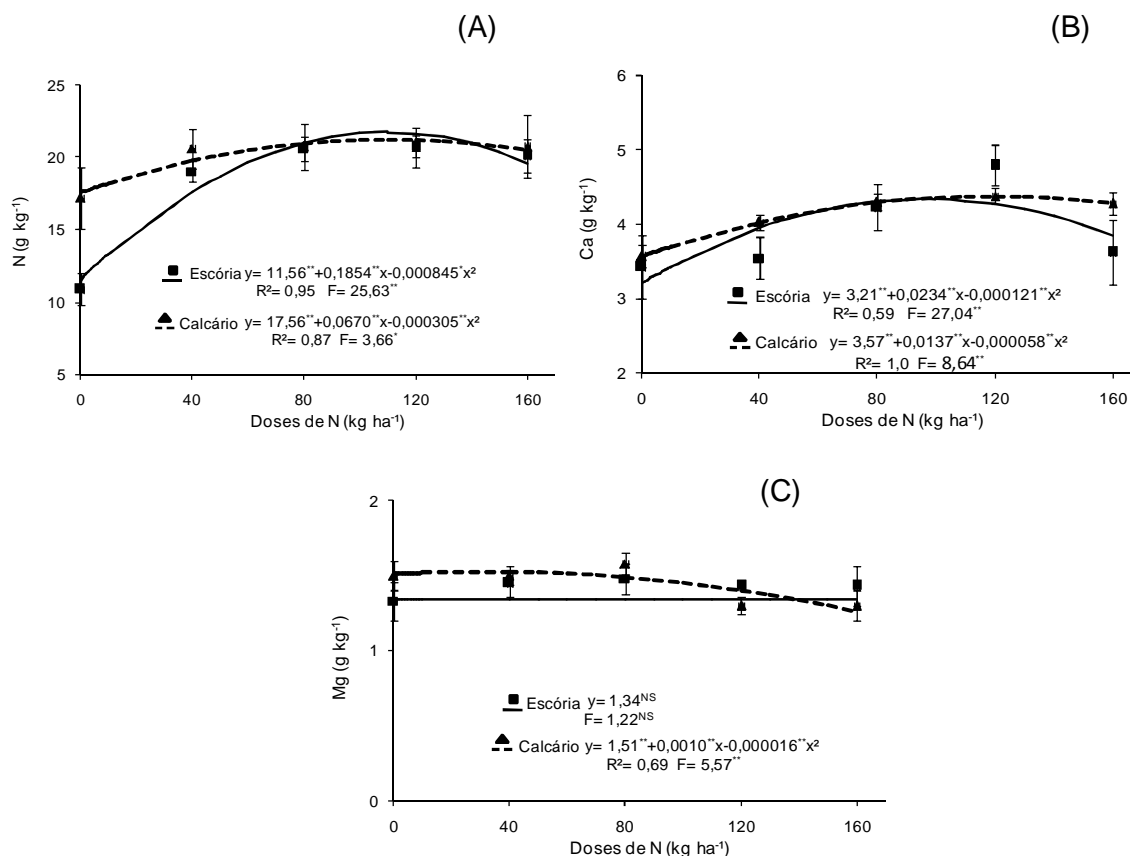 (A)
N (g kg⁻¹)
25
20
15
10
5
Escória y= 11,56**+0,1854**x-0,000845*x²
R²= 0,95 F= 25,63**
Calcário y= 17,56**+0,0670**x-0,000305**x²
R²= 0,87 F= 3,66*
0 40 80 120 160
Doses de N (kg ha⁻¹)
(B)
Ca (g kg⁻¹)
6
5
4
3
2
Escória y= 3,21**+0,0234**x-0,000121**x²
R²= 0,59 F= 27,04**
Calcário y= 3,57**+0,0137**x-0,000058**x²
R²= 1,0 F= 8,64**
0 40 80 120 160
Doses de N (kg ha⁻¹)
(C)
Mg (g kg⁻¹)
2
1
0
Escória y= 1,34ᴺˢ
F= 1,22ᴺˢ
Calcário y= 1,51**+0,0010**x-0,000016**x²
R²= 0,69 F= 5,57**
0 40 80 120 160
Doses de N (kg ha⁻¹)